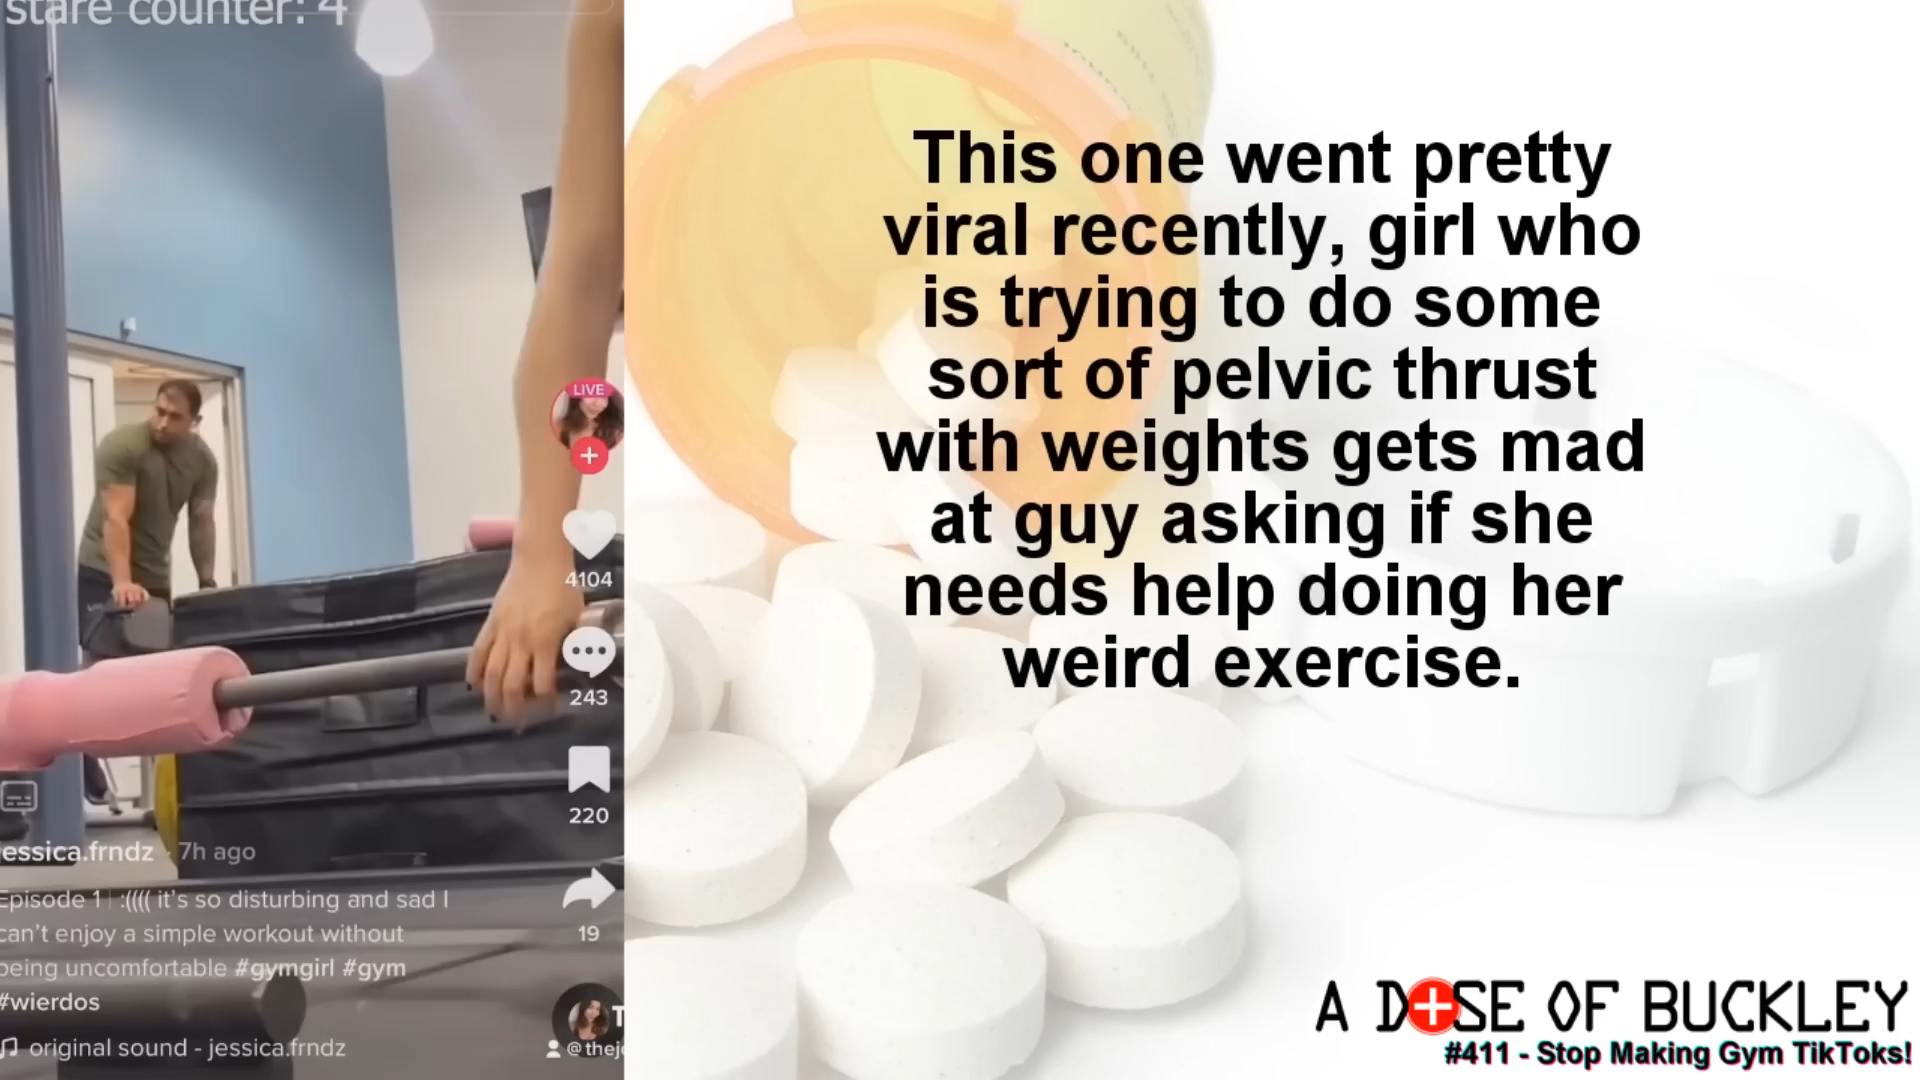 stare counter: 4
LIVE
4104
243
220
19
essica.frndz · 7h ago
Episode 1 :(((( it's so disturbing and sad I
can't enjoy a simple workout without
being uncomfortable #gymgirl #gym
#wierdos
original sound - jessica.frndz
@thejo
This one went pretty
viral recently, girl who
is trying to do some
sort of pelvic thrust
with weights gets mad
at guy asking if she
needs help doing her
weird exercise.
A DOSE OF BUCKLEY
#411 - Stop Making Gym TikToks!